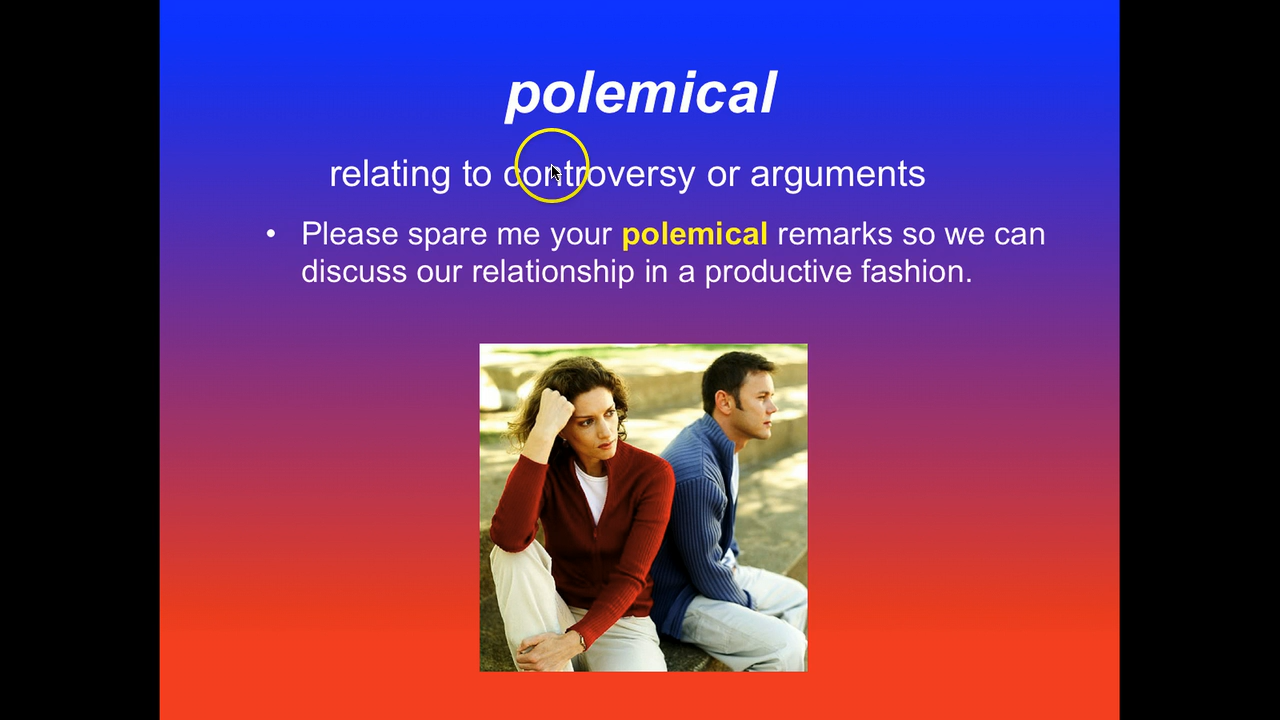 polemical
relating to controversy or arguments
• Please spare me your polemical remarks so we can
discuss our relationship in a productive fashion.